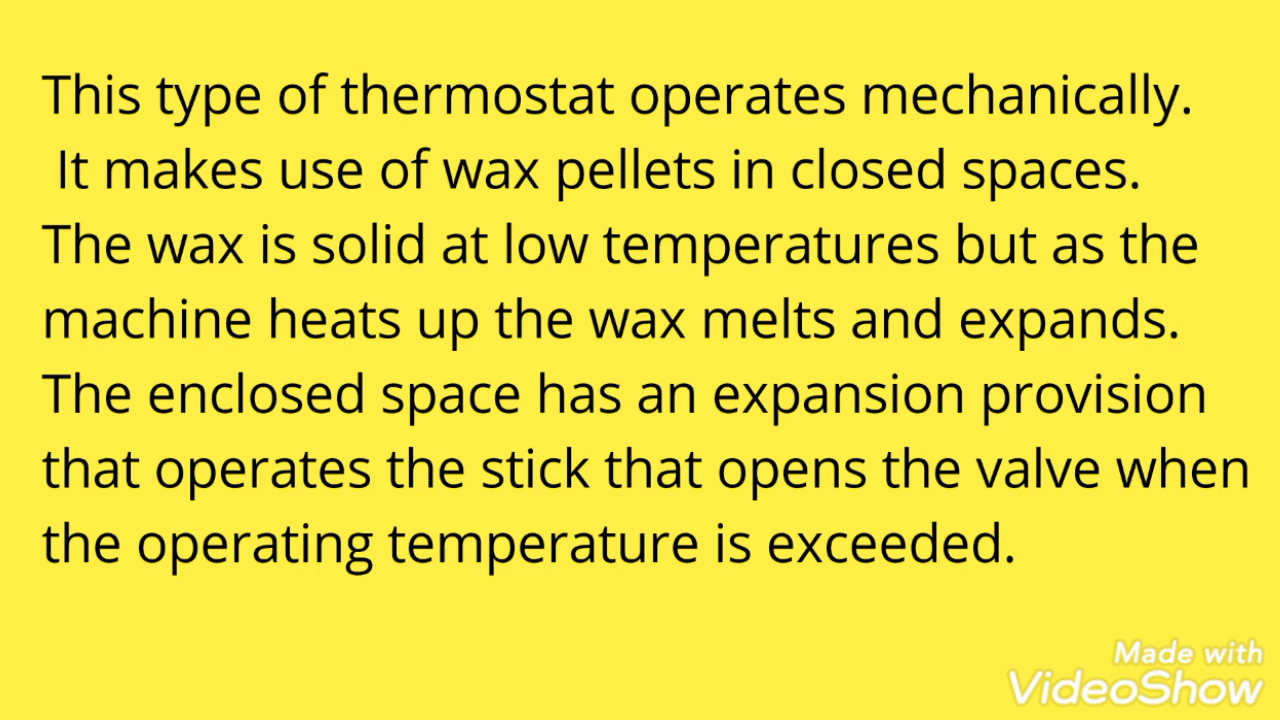 This type of thermostat operates mechanically.
It makes use of wax pellets in closed spaces.
The wax is solid at low temperatures but as the
machine heats up the wax melts and expands.
The enclosed space has an expansion provision
that operates the stick that opens the valve when
the operating temperature is exceeded.
Made with
VideoShow